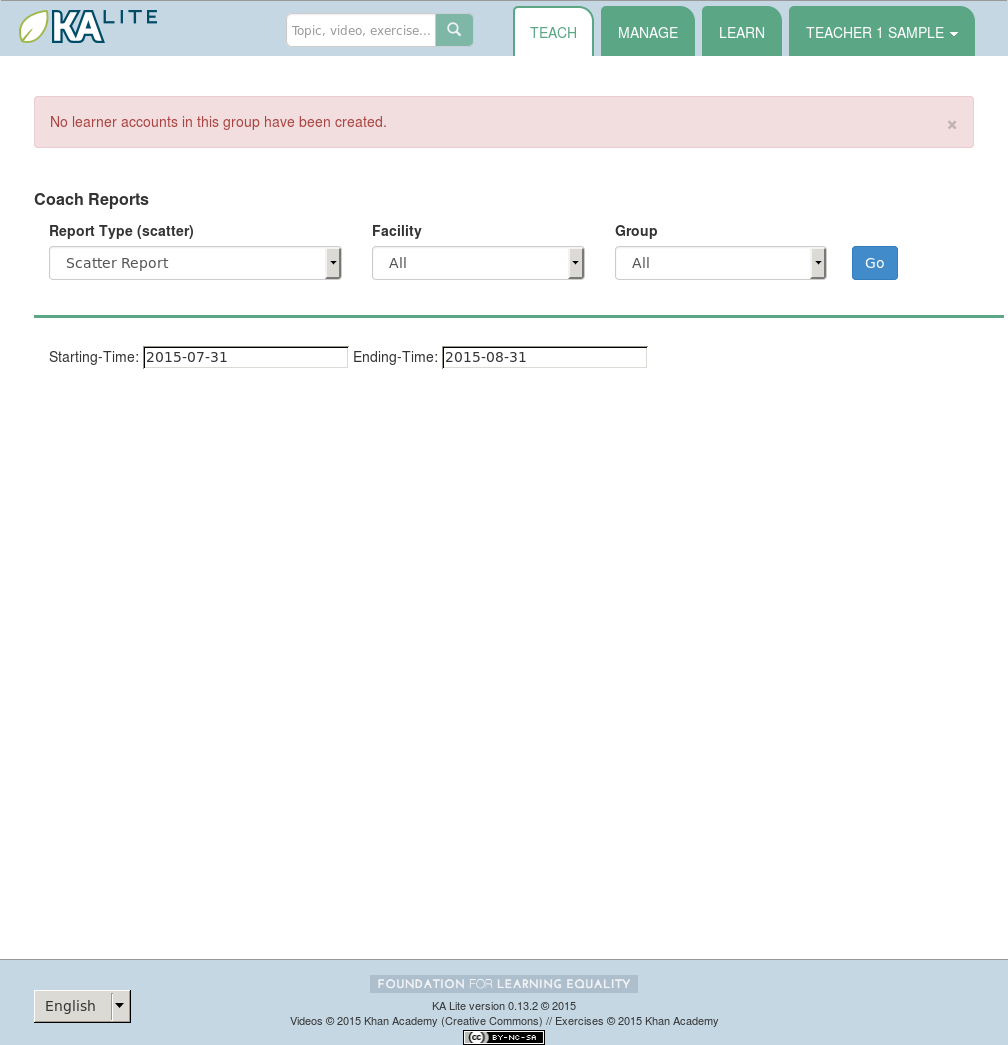 KA LITE
Topic, video, exercise...
TEACH
MANAGE
LEARN
TEACHER 1 SAMPLE
No learner accounts in this group have been created.
×
Coach Reports
Report Type (scatter) Facility Group
Scatter Report All All Go
Starting-Time: 2015-07-31 Ending-Time: 2015-08-31
FOUNDATION FOR LEARNING EQUALITY
English
KA Lite version 0.13.2 © 2015
Videos © 2015 Khan Academy (Creative Commons) // Exercises © 2015 Khan Academy
cc BY-NC-SA